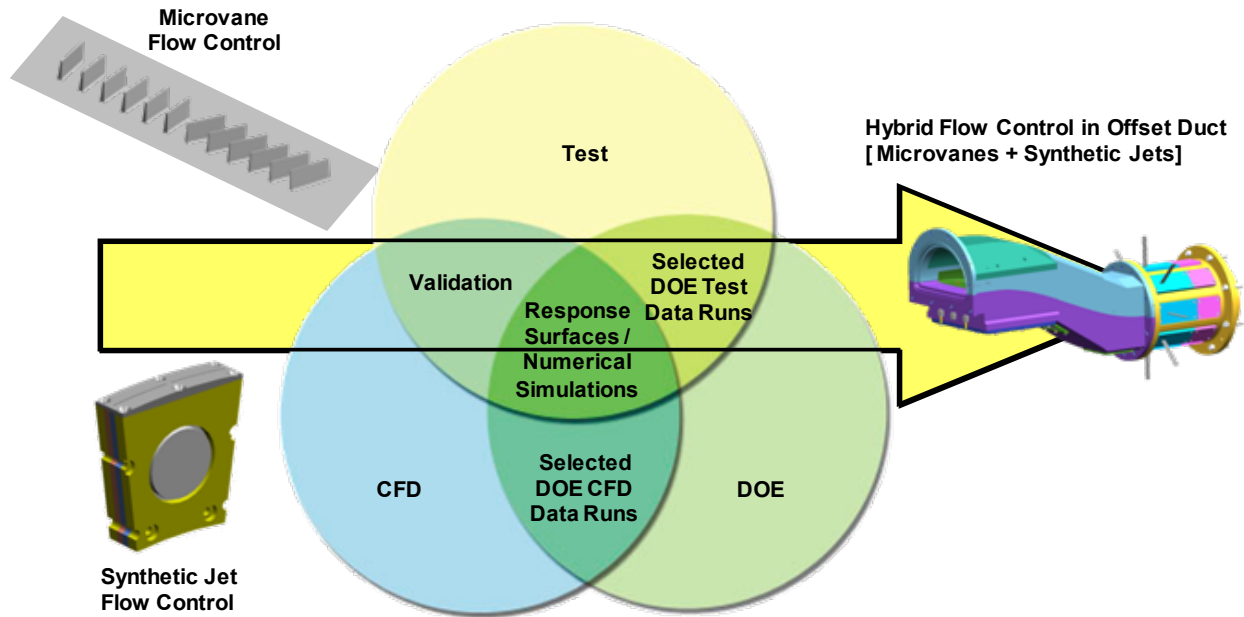 Microvane
Flow Control
Test
Hybrid Flow Control in Offset Duct
[Microvanes + Synthetic Jets]
Validation
Selected
DOE Test
Data Runs
Response
Surfaces /
Numerical
Simulations
CFD
Selected
DOE CFD
Data Runs
DOE
Synthetic Jet
Flow Control